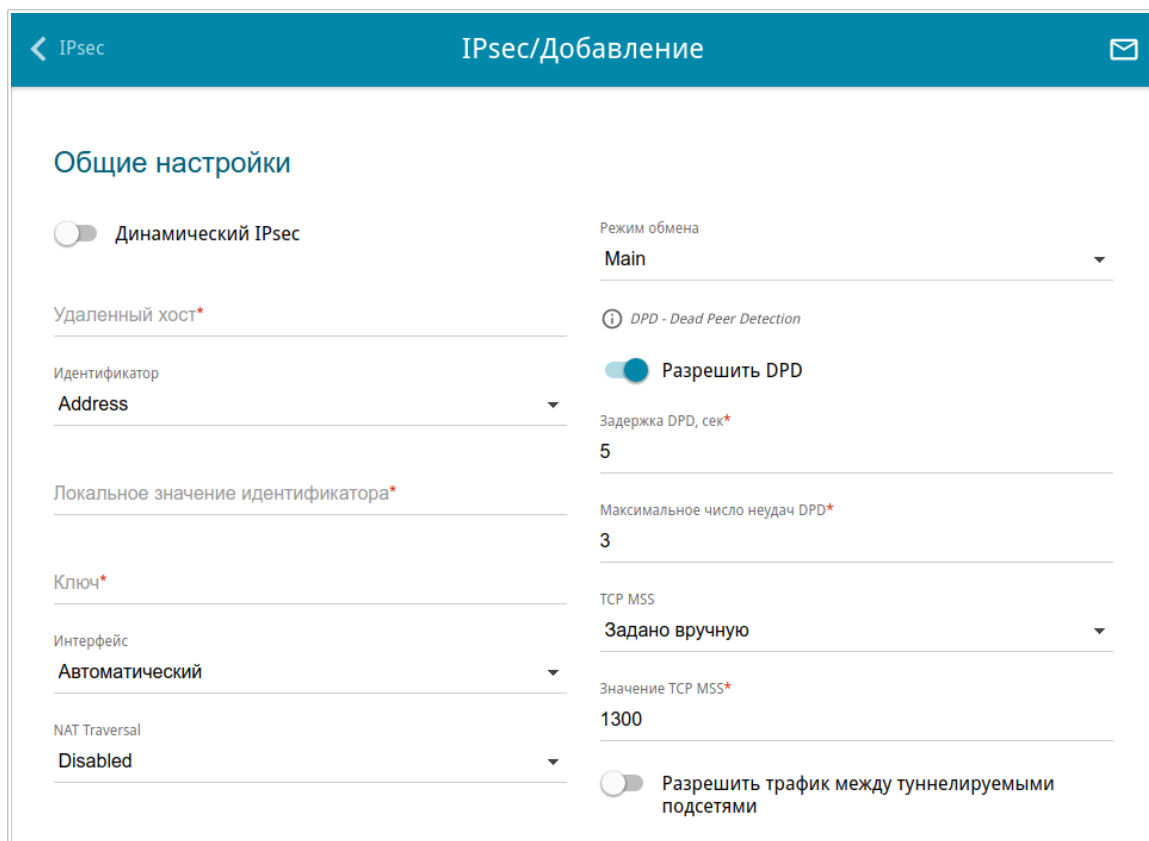 IPsec
IPsec/Добавление
Общие настройки
Динамический IPsec
Удаленный хост*
Идентификатор
Address
Локальное значение идентификатора*
Ключ*
Интерфейс
Автоматический
NAT Traversal
Disabled
Режим обмена
Main
DPD - Dead Peer Detection
Разрешить DPD
Задержка DPD, сек*
5
Максимальное число неудач DPD*
3
TCP MSS
Задано вручную
Значение TCP MSS*
1300
Разрешить трафик между туннелируемыми
подсетями